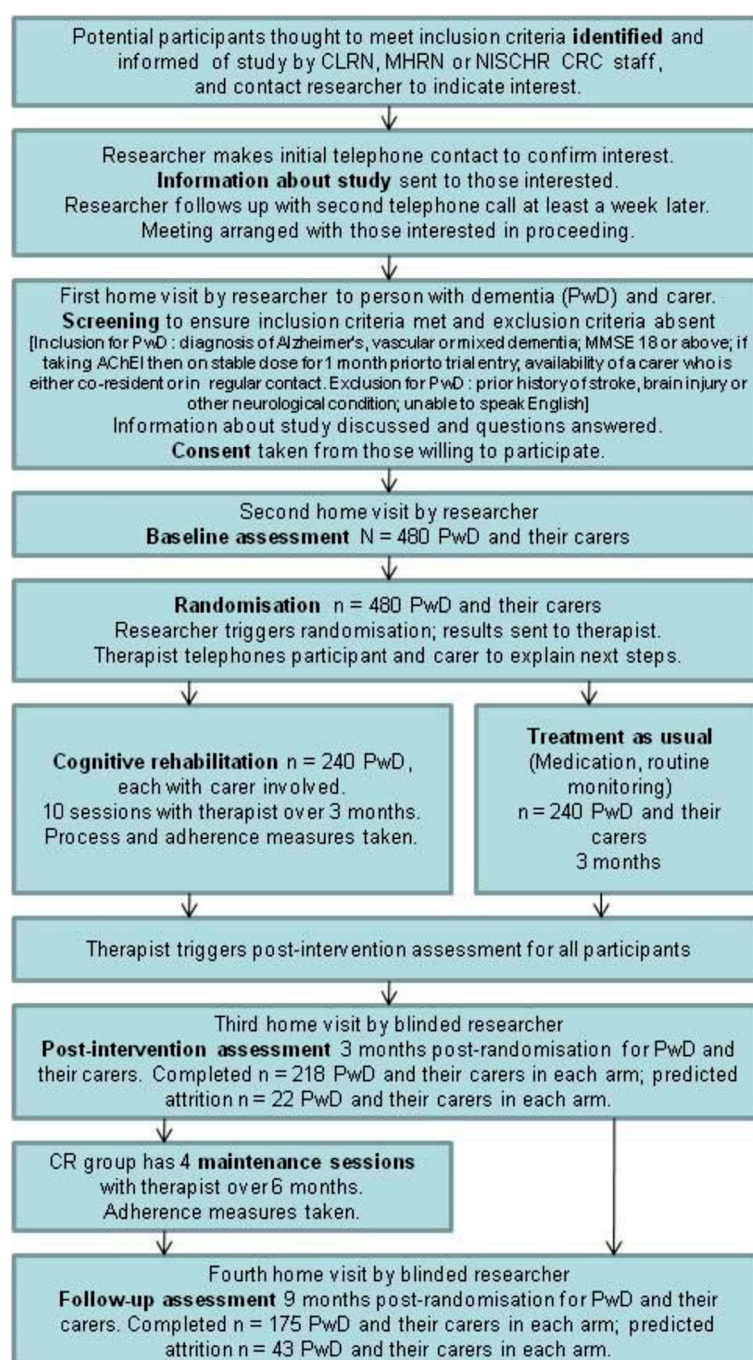 Potential participants thought to meet inclusion criteria identified and
informed of study by CLRN, MHRN or NISCHR CRC staff,
and contact researcher to indicate interest.
Researcher makes initial telephone contact to confirm interest.
Information about study sent to those interested.
Researcher follows up with second telephone call at least a week later.
Meeting arranged with those interested in proceeding.
First home visit by researcher to person with dementia (PwD) and carer.
Screening to ensure inclusion criteria met and exclusion criteria absent
[Inclusion for PwD : diagnosis of Alzheimer's, vascular or mixed dementia; MMSE 18 or above; if
taking AChEI then on stable dose for 1 month prior to trial entry; availability of a carer who is
either co-resident or in regular contact. Exclusion for PwD : prior history of stroke, brain injury or
other neurological condition; unable to speak English]
Information about study discussed and questions answered.
Consent taken from those willing to participate.
Second home visit by researcher
Baseline assessment N = 480 PwD and their carers
Randomisation n = 480 PwD and their carers
Researcher triggers randomisation; results sent to therapist.
Therapist telephones participant and carer to explain next steps.
Cognitive rehabilitation n = 240 PwD,
each with carer involved.
10 sessions with therapist over 3 months.
Process and adherence measures taken.
Treatment as usual
(Medication, routine
monitoring)
n = 240 PwD and their
carers
3 months
Therapist triggers post-intervention assessment for all participants
Third home visit by blinded researcher
Post-intervention assessment 3 months post-randomisation for PwD and
their carers. Completed n = 218 PwD and their carers in each arm; predicted
attrition n = 22 PwD and their carers in each arm.
CR group has 4 maintenance sessions
with therapist over 6 months.
Adherence measures taken.
Fourth home visit by blinded researcher
Follow-up assessment 9 months post-randomisation for PwD and their
carers. Completed n = 175 PwD and their carers in each arm; predicted
attrition n = 43 PwD and their carers in each arm.